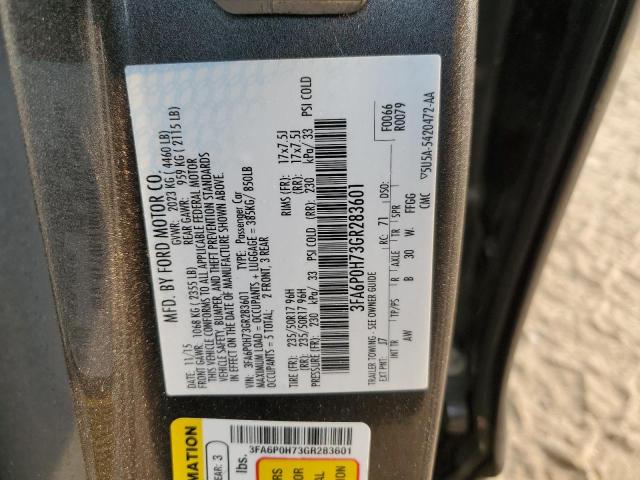 MFD. BY FORD MOTOR CO.
DATE: 11/15 GVWR: 2023 KG ( 4460 LB)
FRONT GAWR: 1068 KG ( 2355 LB) REAR GAWR: 959 KG ( 2115 LB)
THIS VEHICLE CONFORMS TO ALL APPLICABLE FEDERAL MOTOR
VEHICLE SAFETY, BUMPER, AND THEFT PREVENTION STANDARDS
IN EFFECT ON THE DATE OF MANUFACTURE SHOWN ABOVE.
VIN: 3FA6P0H73GR283601 TYPE: Passenger Car
MAXIMUM LOAD = OCCUPANTS + LUGGAGE = 385KG/ 850LB
OCCUPANTS = 5 TOTAL: 2 FRONT, 3 REAR
TIRE (FR): 235/50R17 96H RIMS (FR): 17x7.5J
(RR): 235/50R17 96H (RR): 17x7.5J
PRESSURE (FR): 230 kPa/ 33 PSI COLD (RR): 230 kPa/ 33 PSI COLD
3FA6P0H73GR283601
F0066
R0079
TRAILER TOWING - SEE OWNER GUIDE
EXT PNT: J7 RC: 71 DSO:
INT TR TP/PS R AXLE TR SPR
AW B 30 W. FFGG
CMC ▽5U5A-5420472-AA
3FA6P0H73GR283601
MATION
EAR: 3
lbs.